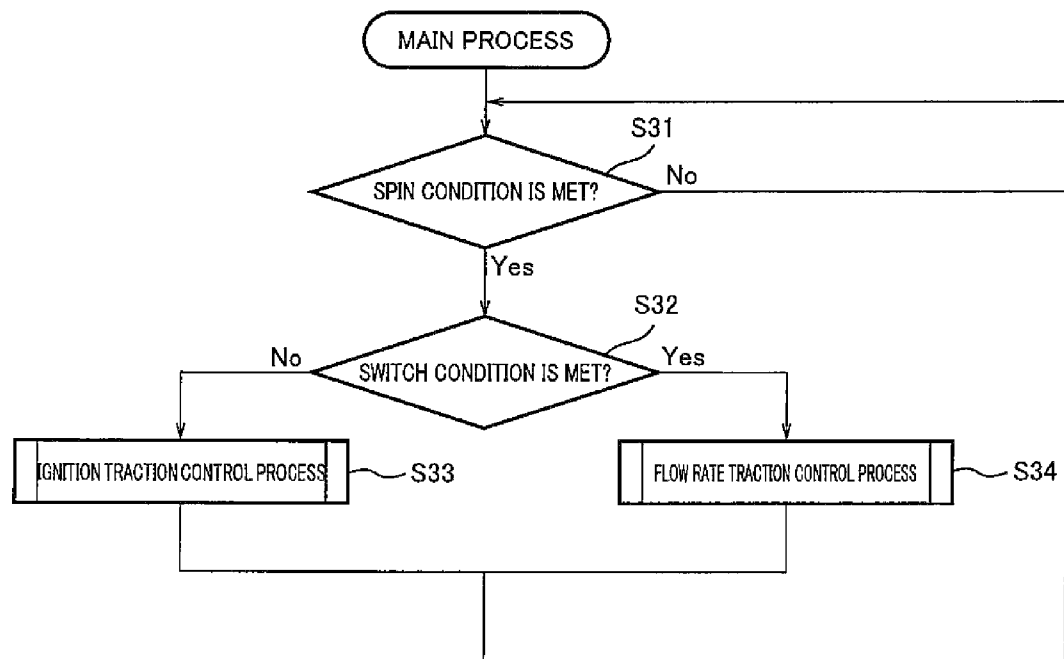 MAIN PROCESS
S31
SPIN CONDITION IS MET?
No
Yes
S32
No
SWITCH CONDITION IS MET?
Yes
IGNITION TRACTION CONTROL PROCESS
S33
FLOW RATE TRACTION CONTROL PROCESS
S34